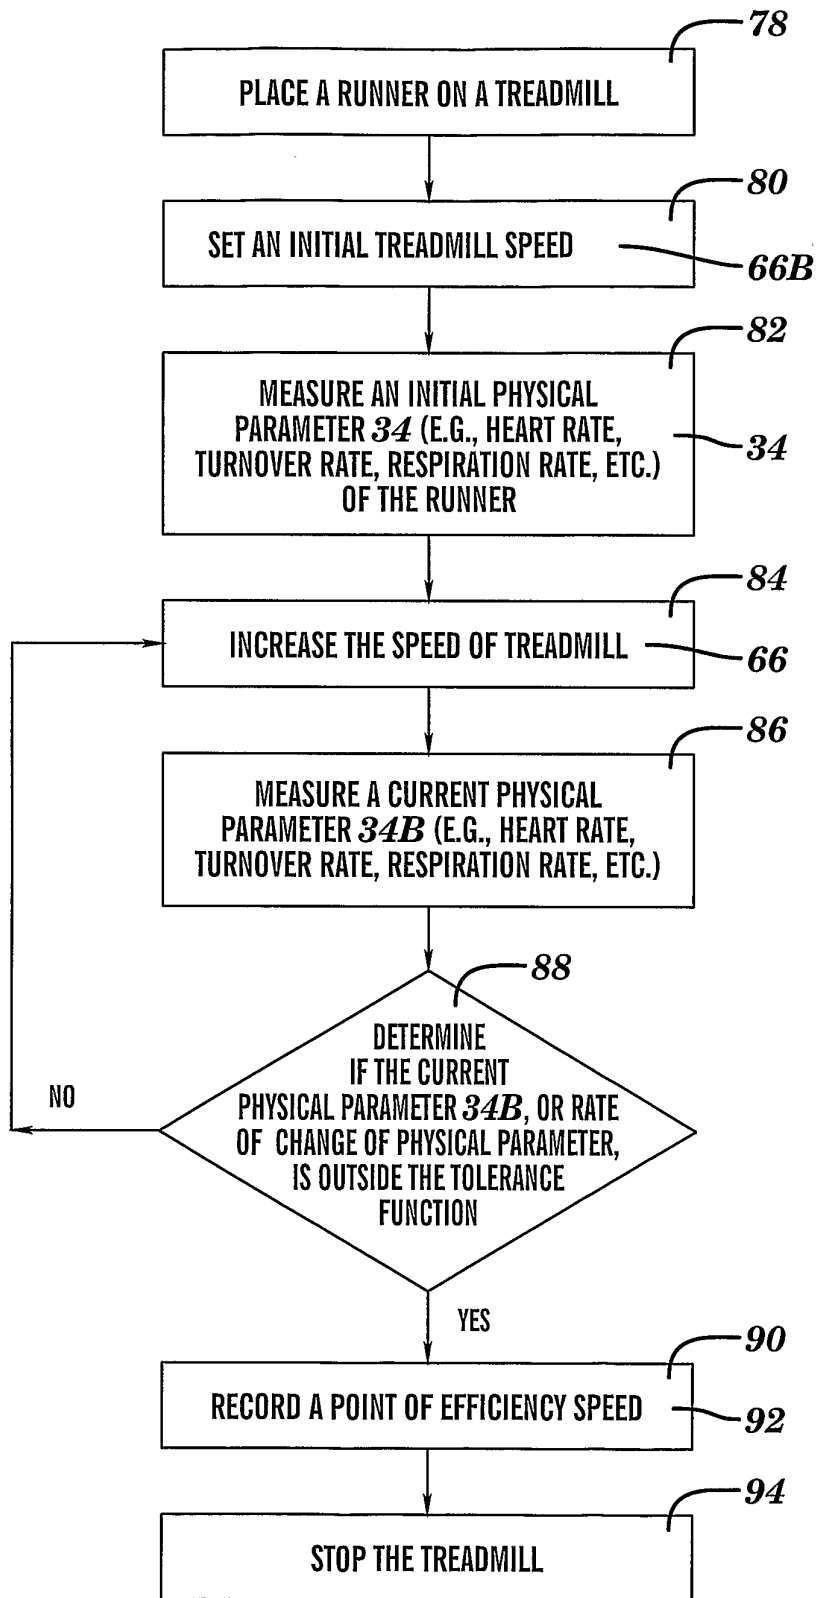 78
PLACE A RUNNER ON A TREADMILL
80
SET AN INITIAL TREADMILL SPEED
66B
82
MEASURE AN INITIAL PHYSICAL
PARAMETER 34 (E.G., HEART RATE,
34
TURNOVER RATE, RESPIRATION RATE, ETC.)
OF THE RUNNER
84
INCREASE THE SPEED OF TREADMILL
66
86
MEASURE A CURRENT PHYSICAL
PARAMETER 34B (E.G., HEART RATE,
TURNOVER RATE, RESPIRATION RATE, ETC.)
88
DETERMINE
IF THE CURRENT
NO
PHYSICAL PARAMETER 34B, OR RATE
OF CHANGE OF PHYSICAL PARAMETER,
IS OUTSIDE THE TOLERANCE
FUNCTION
YES
90
RECORD A POINT OF EFFICIENCY SPEED
92
94
STOP THE TREADMILL